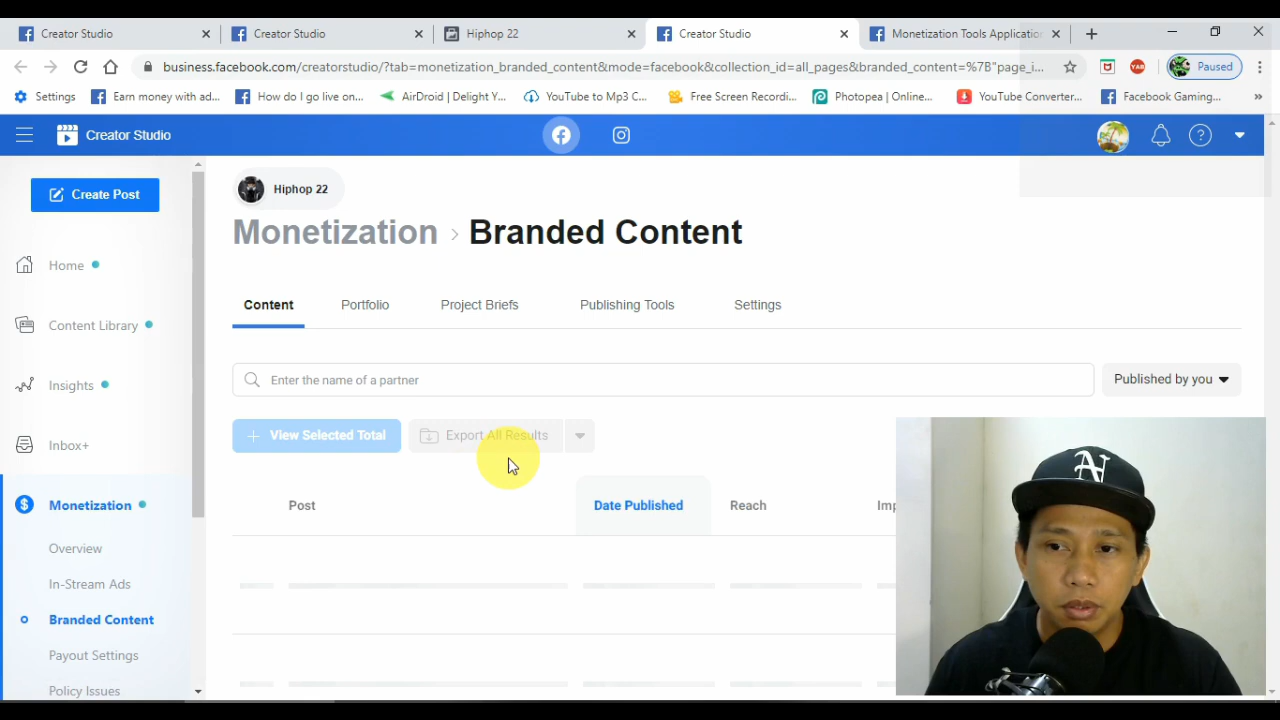 Creator Studio
Creator Studio
Hiphop 22
Creator Studio
Monetization Tools Application
business.facebook.com/creatorstudio/?tab=monetization_branded_content&mode=facebook&collection_id=all_pages&branded_content=%7B"page_i...
YAB
Paused
Settings
Earn money with ad...
How do I go live on...
AirDroid | Delight Y...
YouTube to Mp3 C...
Free Screen Recordi...
Photopea | Online...
YouTube Converter...
Facebook Gaming...
»
Creator Studio
Create Post
Hiphop 22
Monetization > Branded Content
Home
Content Library
Insights
Inbox+
Monetization
Overview
In-Stream Ads
Branded Content
Payout Settings
Policy Issues
Content
Portfolio
Project Briefs
Publishing Tools
Settings
Enter the name of a partner
Published by you
+ View Selected Total
Export All Results
Post
Date Published
Reach
Imp